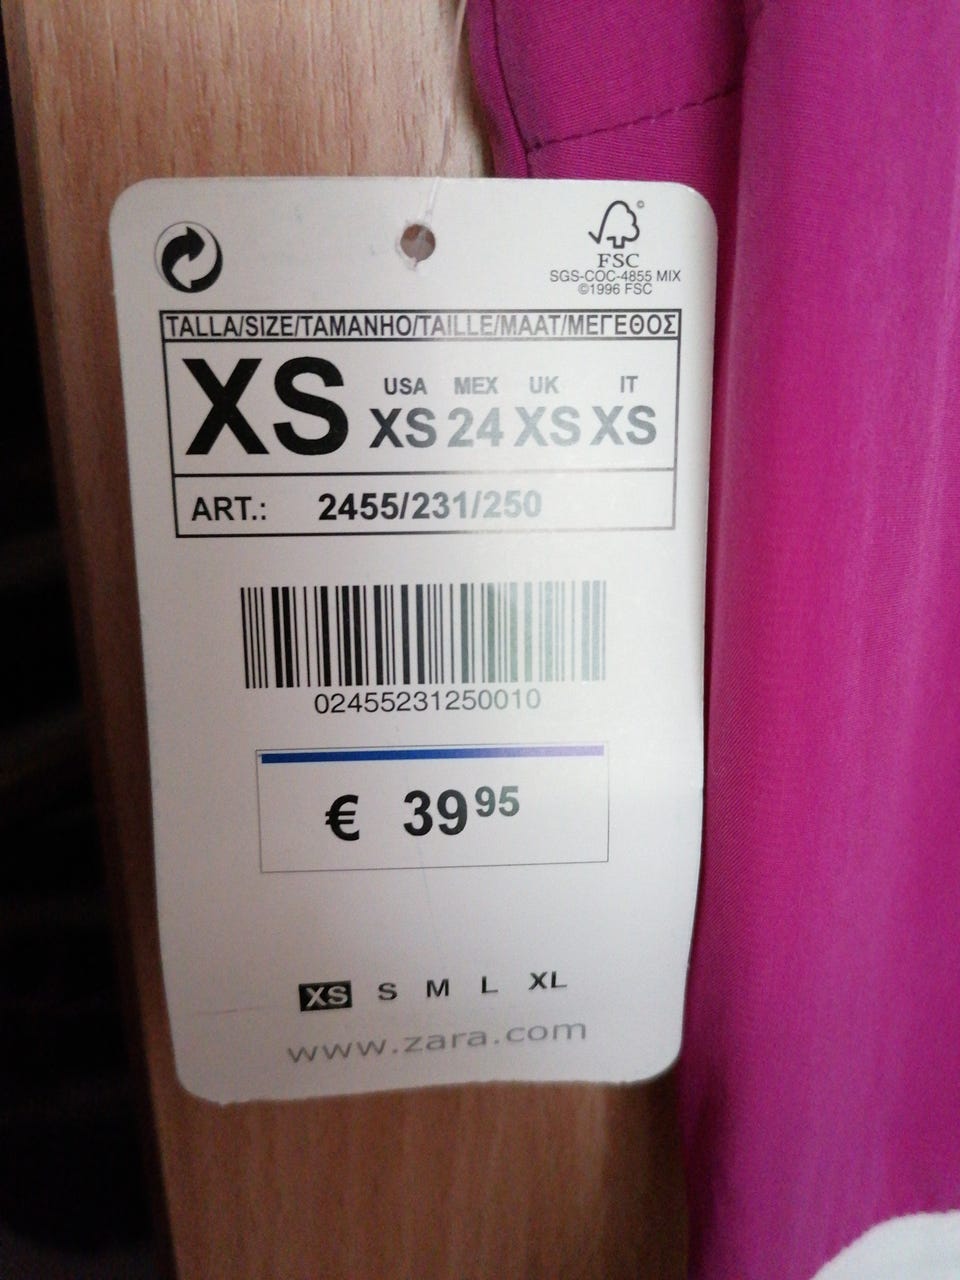 ©
FSC
SGS-COC-4855 MIX
©1996 FSC
TALLA/SIZE/TAMANHO/TAILLE/MAAT/ΜΕΓΕΘΟΣ
USA MEX UK IT
XS XS 24 XS XS
ART.: 2455/231/250
02455231250010
€ 39 95
XS S M L XL
www.zara.com